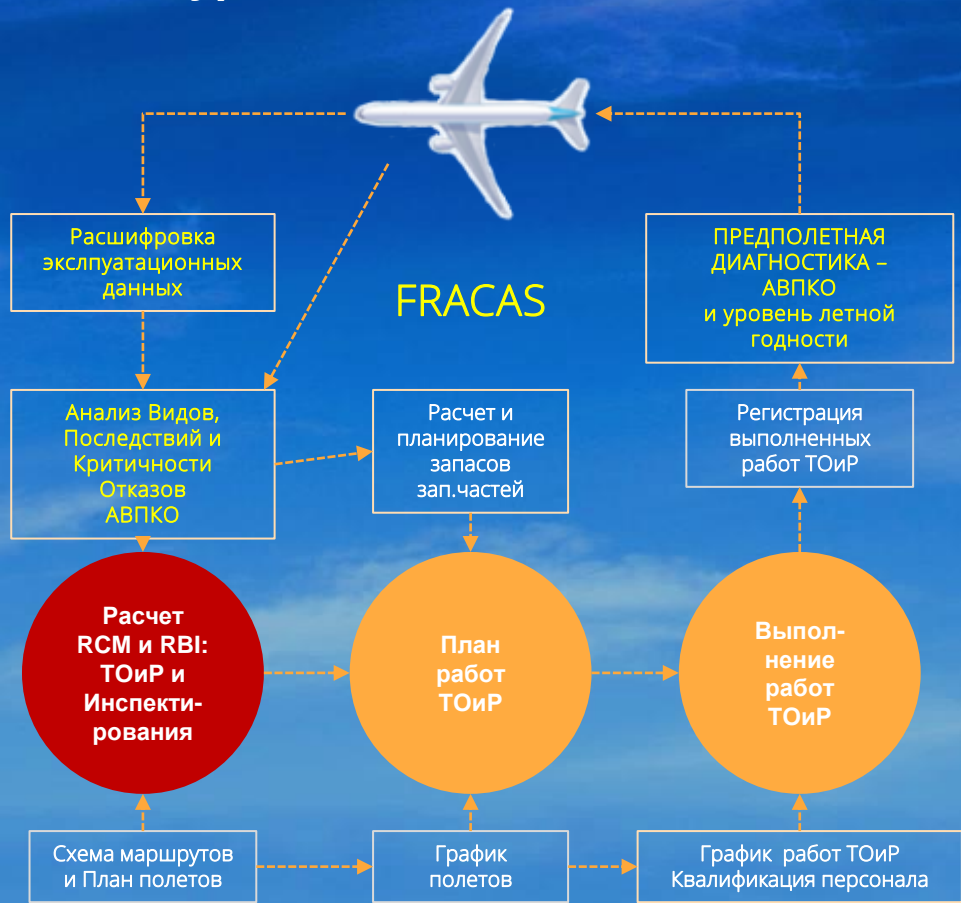 Расшифровка
экслпуатационных
данных
FRACAS
ПРЕДПОЛЕТНАЯ
ДИАГНОСТИКА –
АВПКО
и уровень летной
годности
Анализ Видов,
Последствий и
Критичности
Отказов
АВПКО
Расчет и
планирование
запасов
зап.частей
Регистрация
выполненных
работ ТОиР
Расчет
RCM и RBI:
ТОиР и
Инспекти-
рования
План
работ
ТОиР
Выпол-
нение
работ
ТОиР
Схема маршрутов
и План полетов
График
полетов
График работ ТОиР
Квалификация персонала